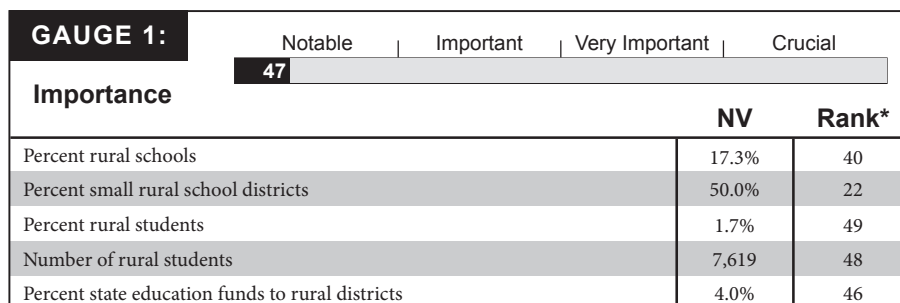 GAUGE 1:
Notable | Important | Very Important | Crucial
47
Importance
NV Rank*
Percent rural schools 17.3% 40
Percent small rural school districts 50.0% 22
Percent rural students 1.7% 49
Number of rural students 7,619 48
Percent state education funds to rural districts 4.0% 46